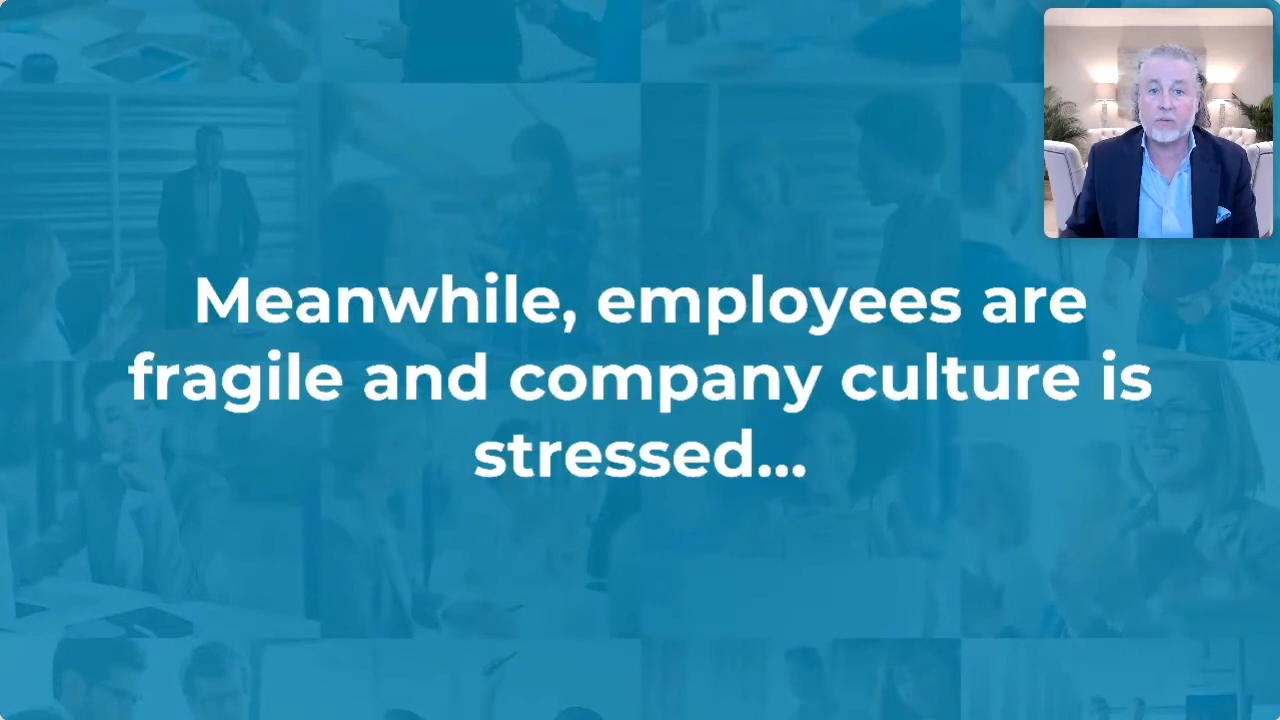 Meanwhile, employees are
fragile and company culture is
stressed...